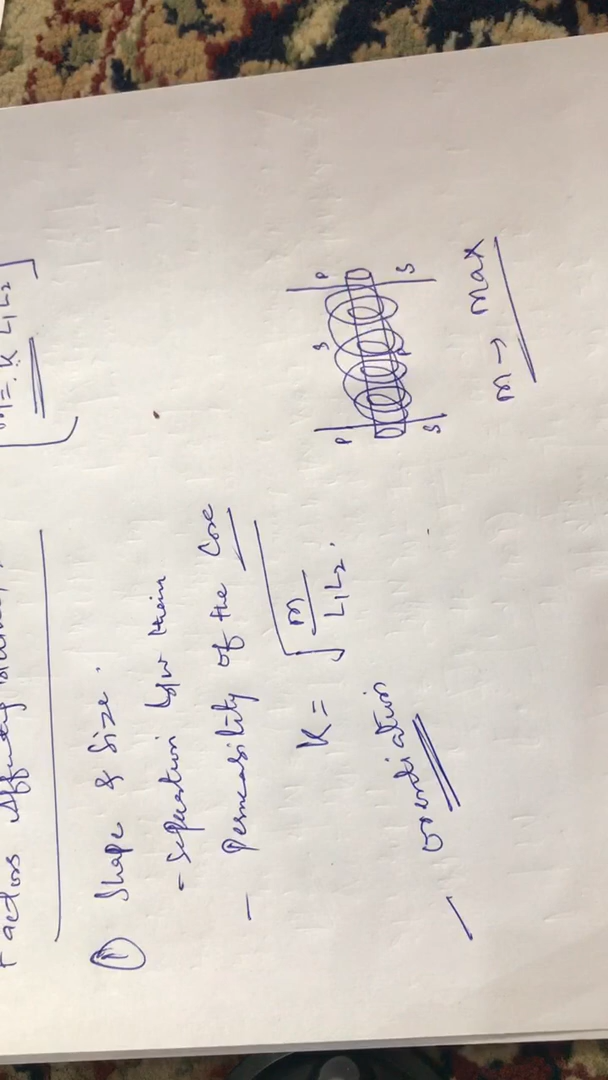 [M = K L1L2]
Factors Affecting
① Shape & Size.
- Separation b/w them
- Permeability of the Core
K = √M/L1L2.
- orientation
P S P
S P S
M → max